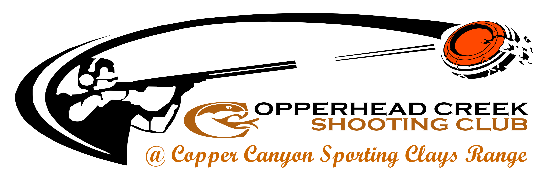 COPPERHEAD CREEK
SHOOTING CLUB
@ Copper Canyon Sporting Clays Range